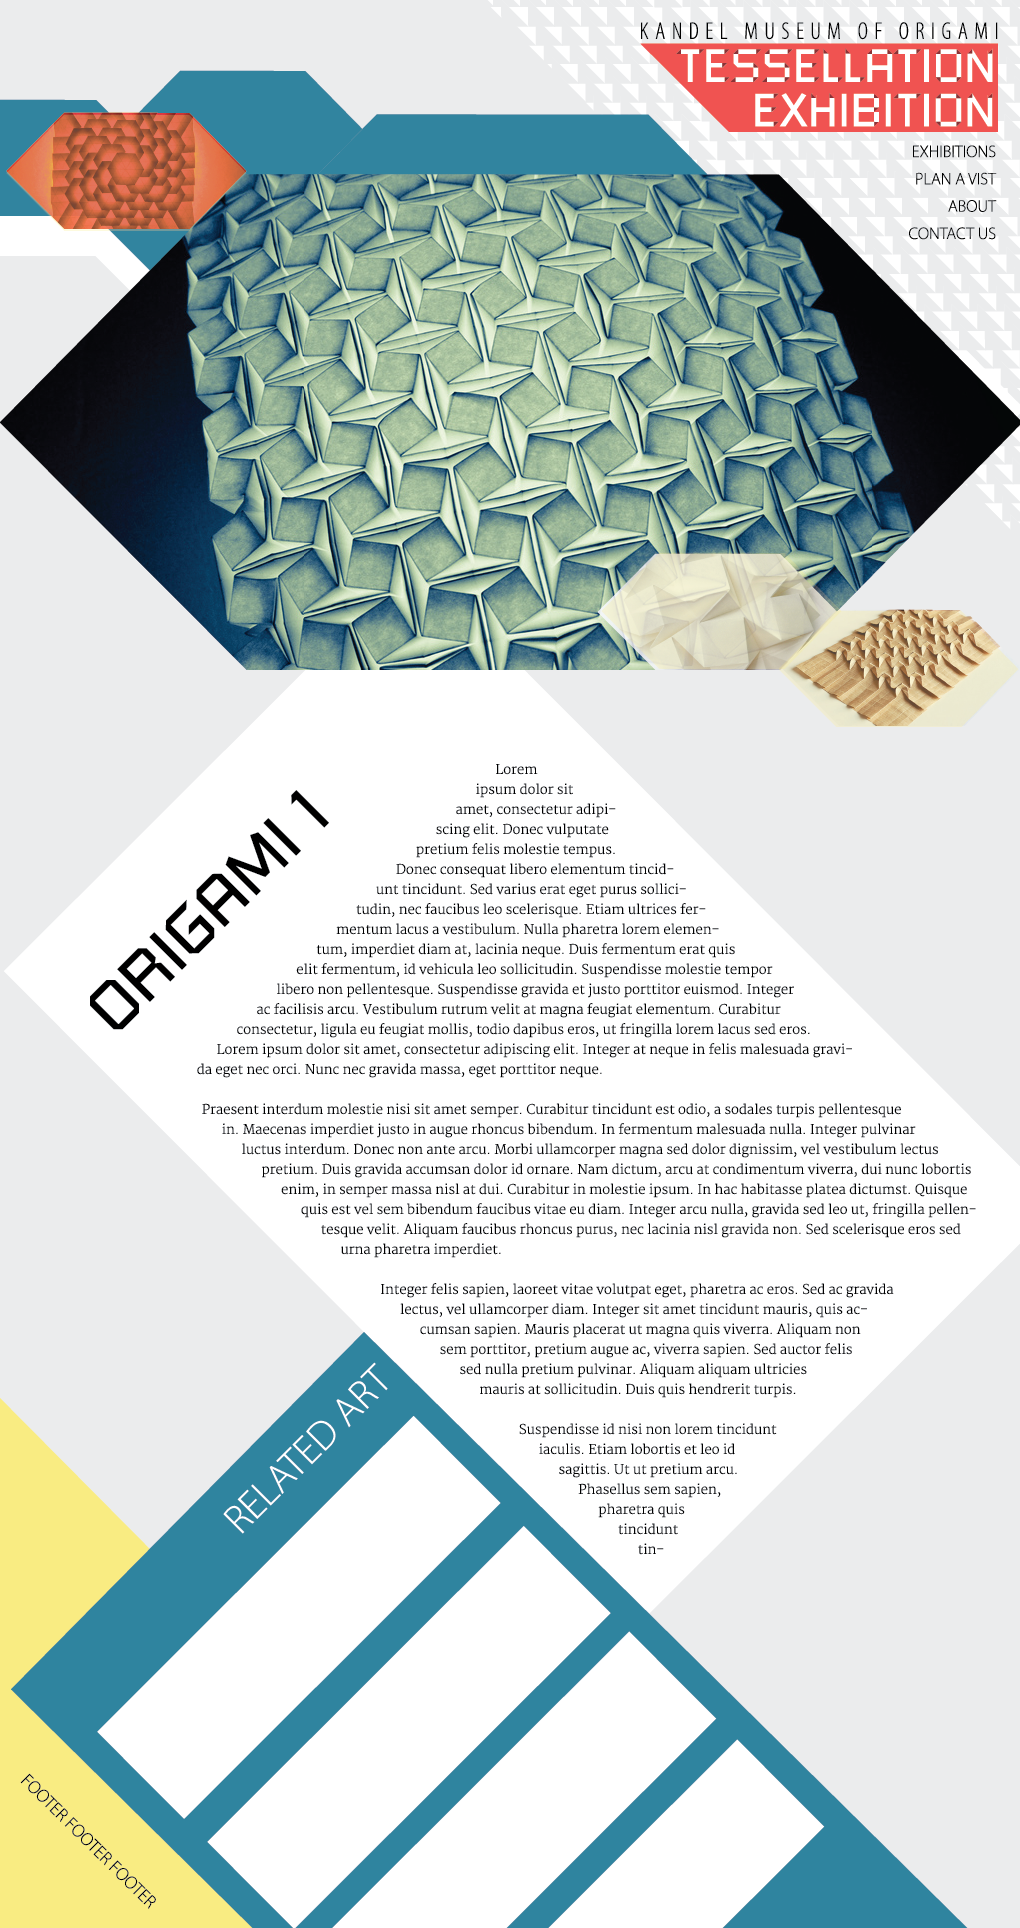 KANDEL MUSEUM OF ORIGAMI
TESSELLATION
EXHIBITION
EXHIBITIONS
PLAN A VIST
ABOUT
CONTACT US
ORIGAMI 1
Lorem
ipsum dolor sit
amet, consectetur adipi-
scing elit. Donec vulputate
pretium felis molestie tempus.
Donec consequat libero elementum tincid-
unt tincidunt. Sed varius erat eget purus sollici-
tudin, nec faucibus leo scelerisque. Etiam ultrices fer-
mentum lacus a vestibulum. Nulla pharetra lorem elemen-
tum, imperdiet diam at, lacinia neque. Duis fermentum erat quis
elit fermentum, id vehicula leo sollicitudin. Suspendisse molestie tempor
libero non pellentesque. Suspendisse gravida et justo porttitor euismod. Integer
ac facilisis arcu. Vestibulum rutrum velit at magna feugiat elementum. Curabitur
consectetur, ligula eu feugiat mollis, todio dapibus eros, ut fringilla lorem lacus sed eros.
Lorem ipsum dolor sit amet, consectetur adipiscing elit. Integer at neque in felis malesuada gravi-
da eget nec orci. Nunc nec gravida massa, eget porttitor neque.
Praesent interdum molestie nisi sit amet semper. Curabitur tincidunt est odio, a sodales turpis pellentesque
in. Maecenas imperdiet justo in augue rhoncus bibendum. In fermentum malesuada nulla. Integer pulvinar
luctus interdum. Donec non ante arcu. Morbi ullamcorper magna sed dolor dignissim, vel vestibulum lectus
pretium. Duis gravida accumsan dolor id ornare. Nam dictum, arcu at condimentum viverra, dui nunc lobortis
enim, in semper massa nisl at dui. Curabitur in molestie ipsum. In hac habitasse platea dictumst. Quisque
quis est vel sem bibendum faucibus vitae eu diam. Integer arcu nulla, gravida sed leo ut, fringilla pellen-
tesque velit. Aliquam faucibus rhoncus purus, nec lacinia nisl gravida non. Sed scelerisque eros sed
urna pharetra imperdiet.
Integer felis sapien, laoreet vitae volutpat eget, pharetra ac eros. Sed ac gravida
lectus, vel ullamcorper diam. Integer sit amet tincidunt mauris, quis ac-
cumsan sapien. Mauris placerat ut magna quis viverra. Aliquam non
sem porttitor, pretium augue ac, viverra sapien. Sed auctor felis
sed nulla pretium pulvinar. Aliquam aliquam ultricies
mauris at sollicitudin. Duis quis hendrerit turpis.
Suspendisse id nisi non lorem tincidunt
iaculis. Etiam lobortis et leo id
sagittis. Ut ut pretium arcu.
Phasellus sem sapien,
pharetra quis
tincidunt
tin-
RELATED ART
FOOTER FOOTER FOOTER